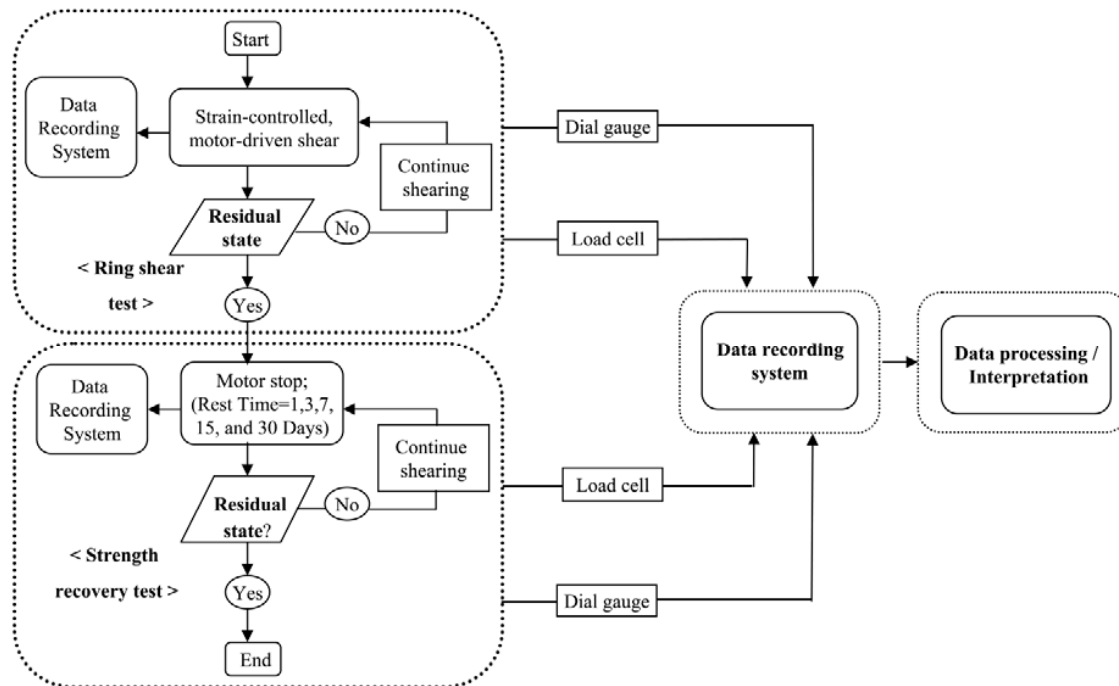 Start
Data
Recording
System
Strain-controlled,
motor-driven shear
Continue
shearing
Residual
state
No
< Ring shear
test >
Yes
Dial gauge
Load cell
Data
Recording
System
Motor stop;
(Rest Time=1,3,7,
15, and 30 Days)
Continue
shearing
Residual
state?
No
< Strength
recovery test >
Yes
End
Load cell
Dial gauge
Data recording
system
Data processing /
Interpretation